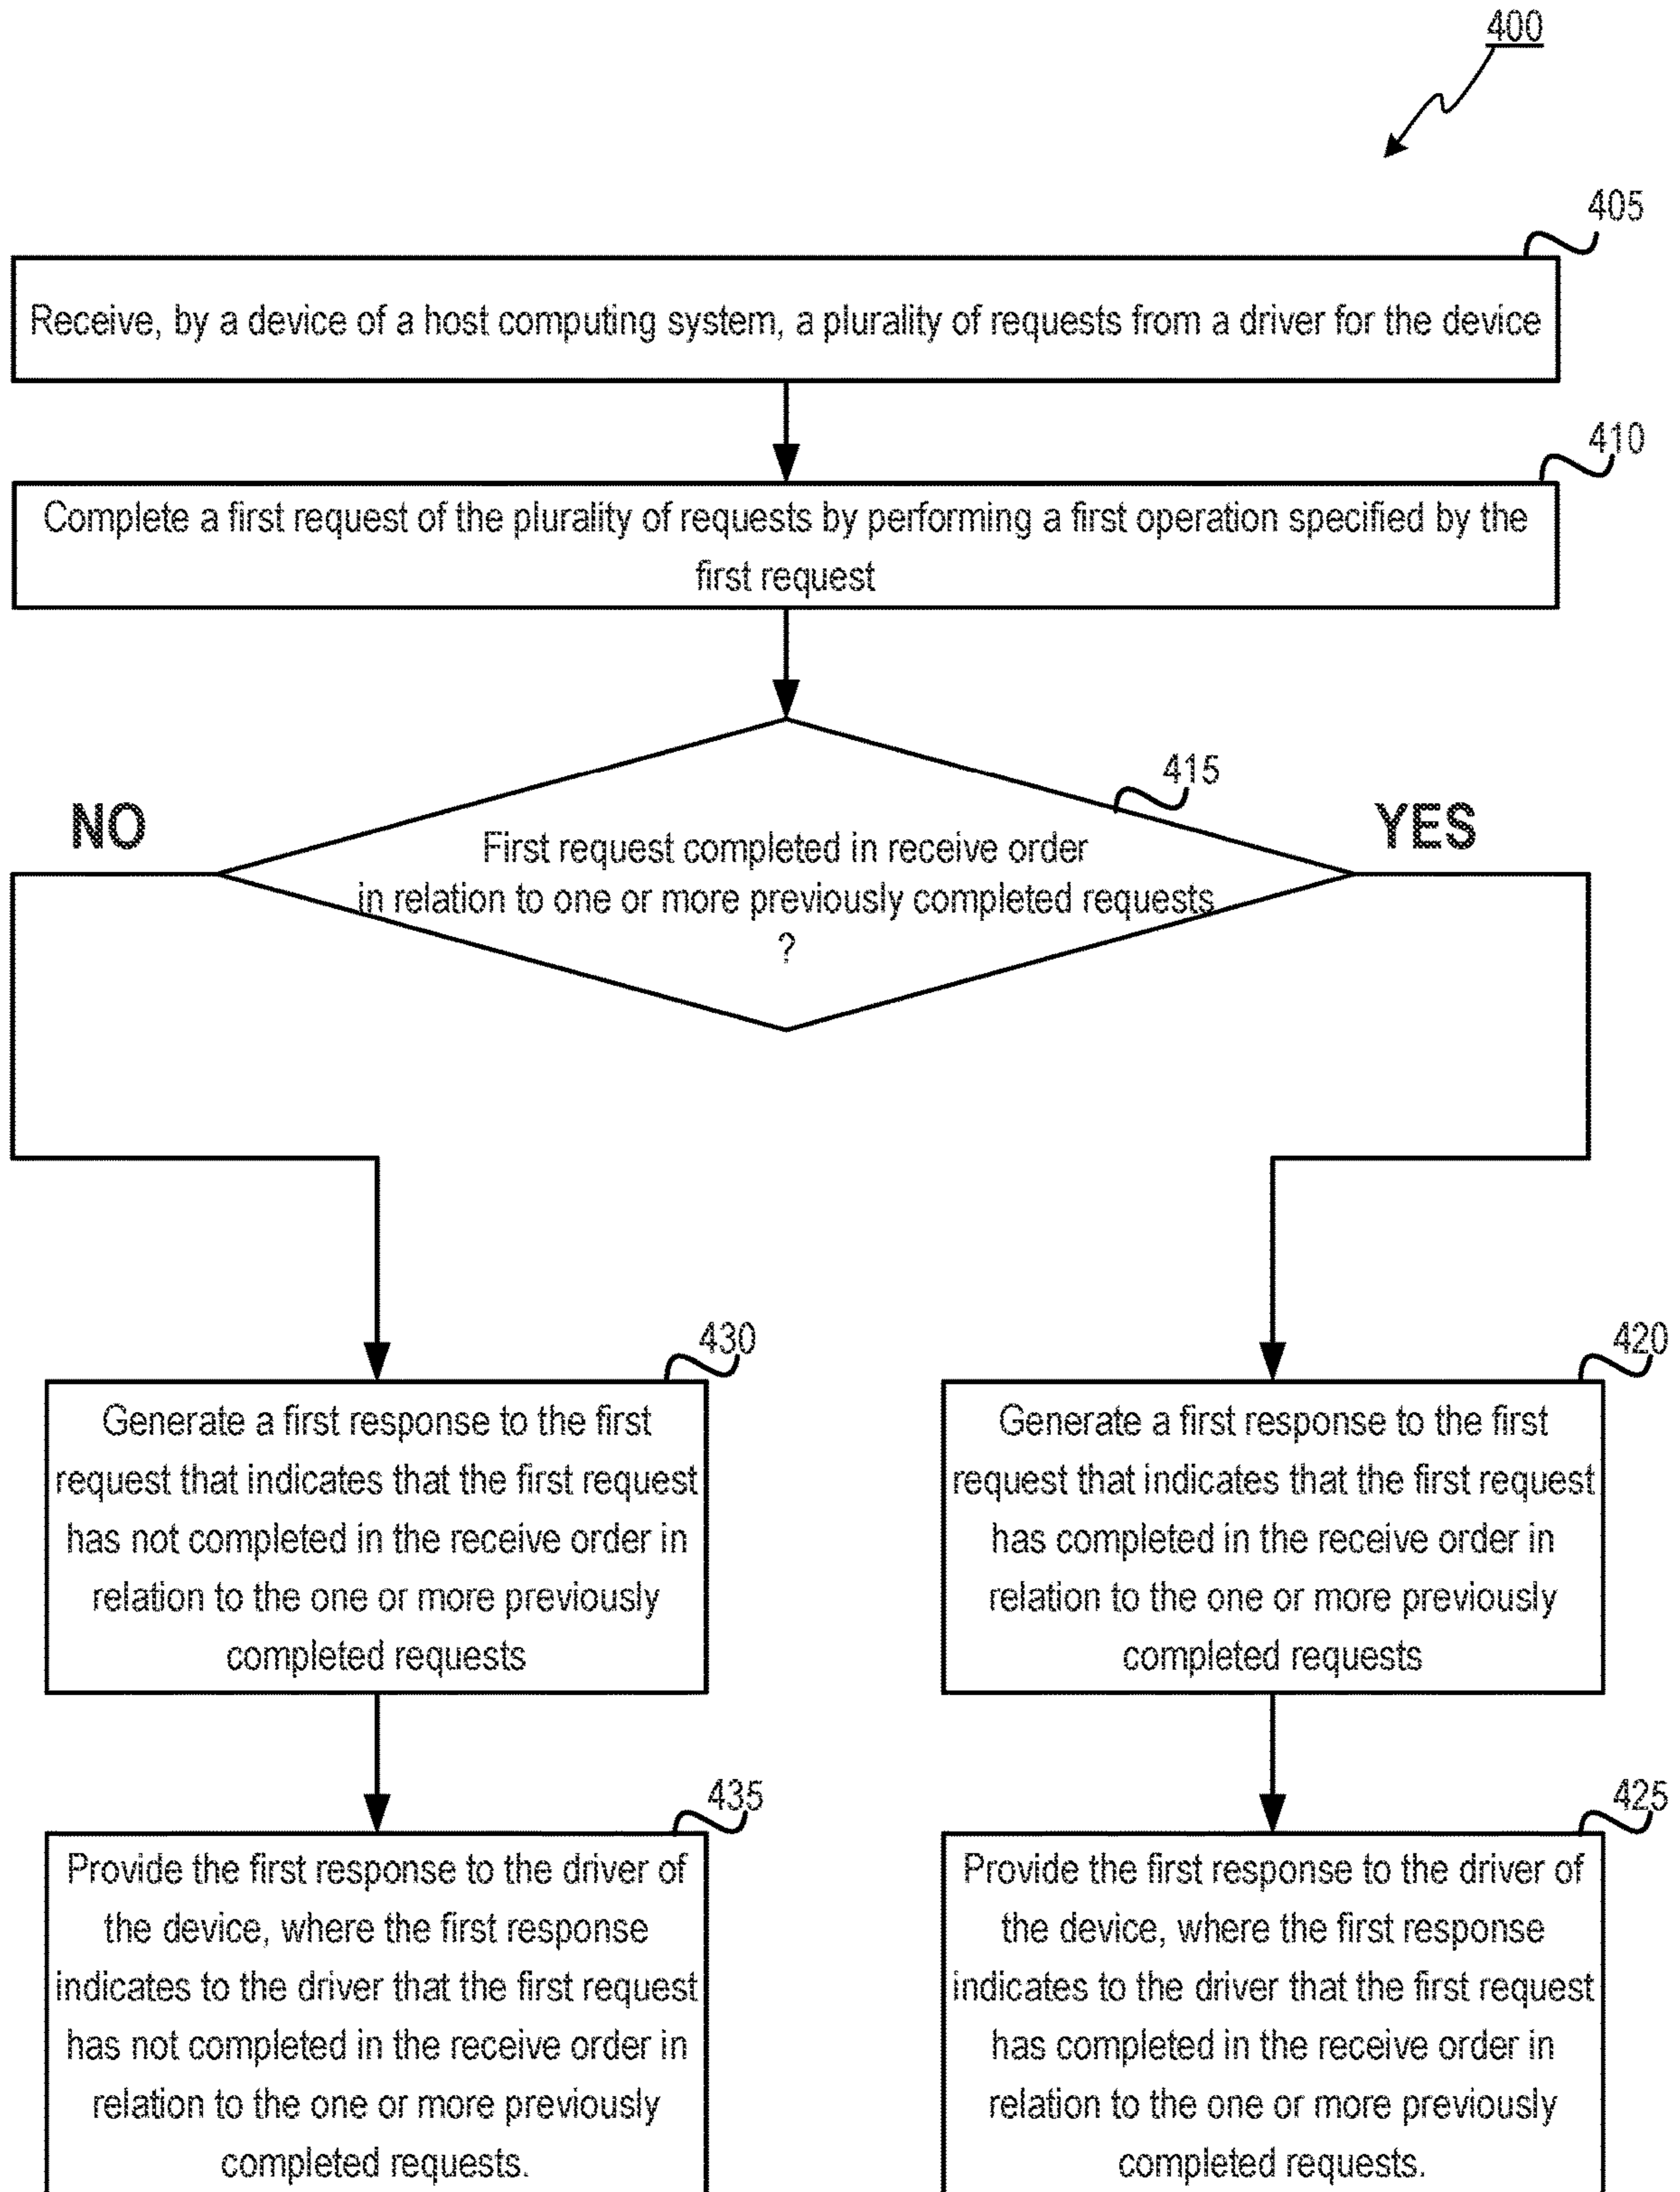 400
405
Receive, by a device of a host computing system, a plurality of requests from a driver for the device
410
Complete a first request of the plurality of requests by performing a first operation specified by the
first request
415
NO
YES
First request completed in receive order
in relation to one or more previously completed requests
?
430
Generate a first response to the first
request that indicates that the first request
has not completed in the receive order in
relation to the one or more previously
completed requests
420
Generate a first response to the first
request that indicates that the first request
has completed in the receive order in
relation to the one or more previously
completed requests
435
Provide the first response to the driver of
the device, where the first response
indicates to the driver that the first request
has not completed in the receive order in
relation to the one or more previously
completed requests.
425
Provide the first response to the driver of
the device, where the first response
indicates to the driver that the first request
has completed in the receive order in
relation to the one or more previously
completed requests.